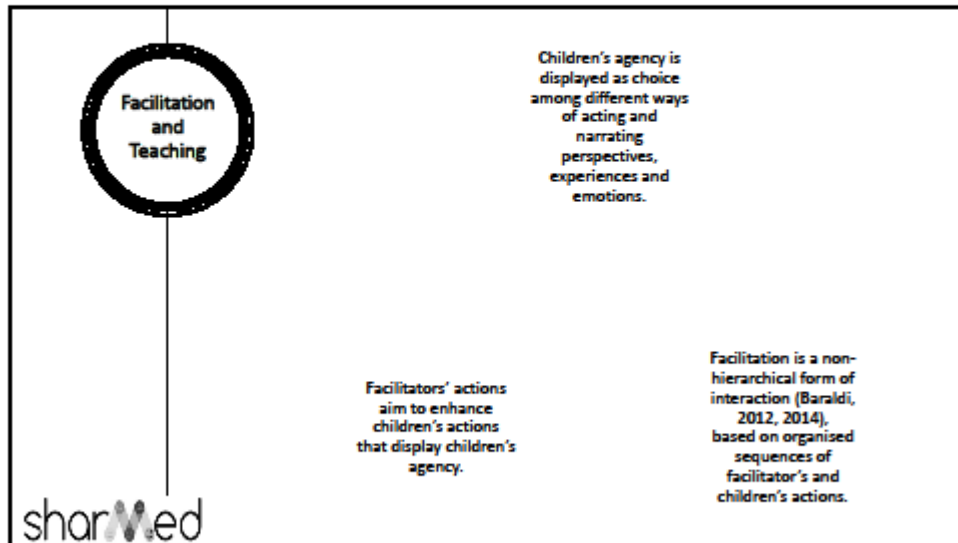 Facilitation
and
Teaching
Children's agency is
displayed as choice
among different ways
of acting and
narrating
perspectives,
experiences and
emotions.
Facilitators' actions
aim to enhance
children's actions
that display children's
agency.
Facilitation is a non-
hierarchical form of
interaction (Baraldi,
2012, 2014),
based on organised
sequences of
facilitator's and
children's actions.
sharMed